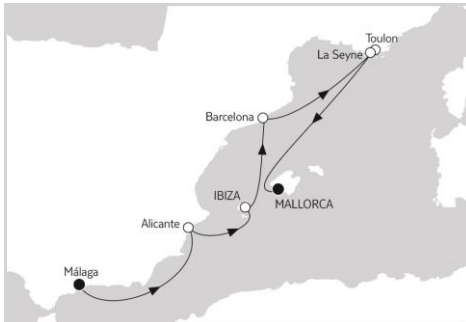 Toulon
La Seyne
Barcelona
IBIZA
MALLORCA
Alicante
Málaga